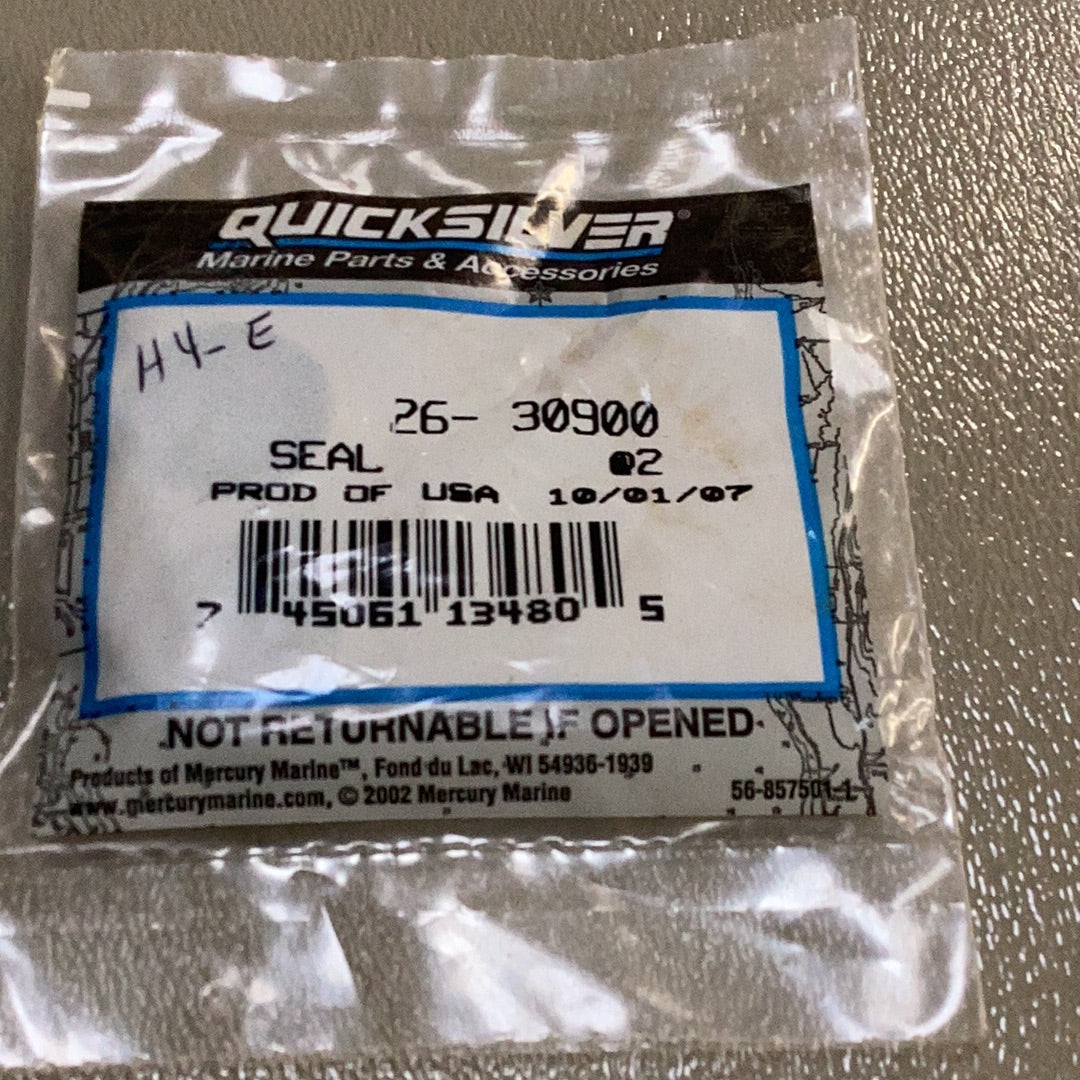 QUICKSILVER®
Marine Parts & Accessories
H4-E
26- 30900
SEAL 02
PROD OF USA 10/01/07
7 45061 13480 5
NOT RETURNABLE IF OPENED
Products of Mercury Marine™, Fond du Lac, WI 54936-1939
www.mercurymarine.com, © 2002 Mercury Marine 56-857501-1